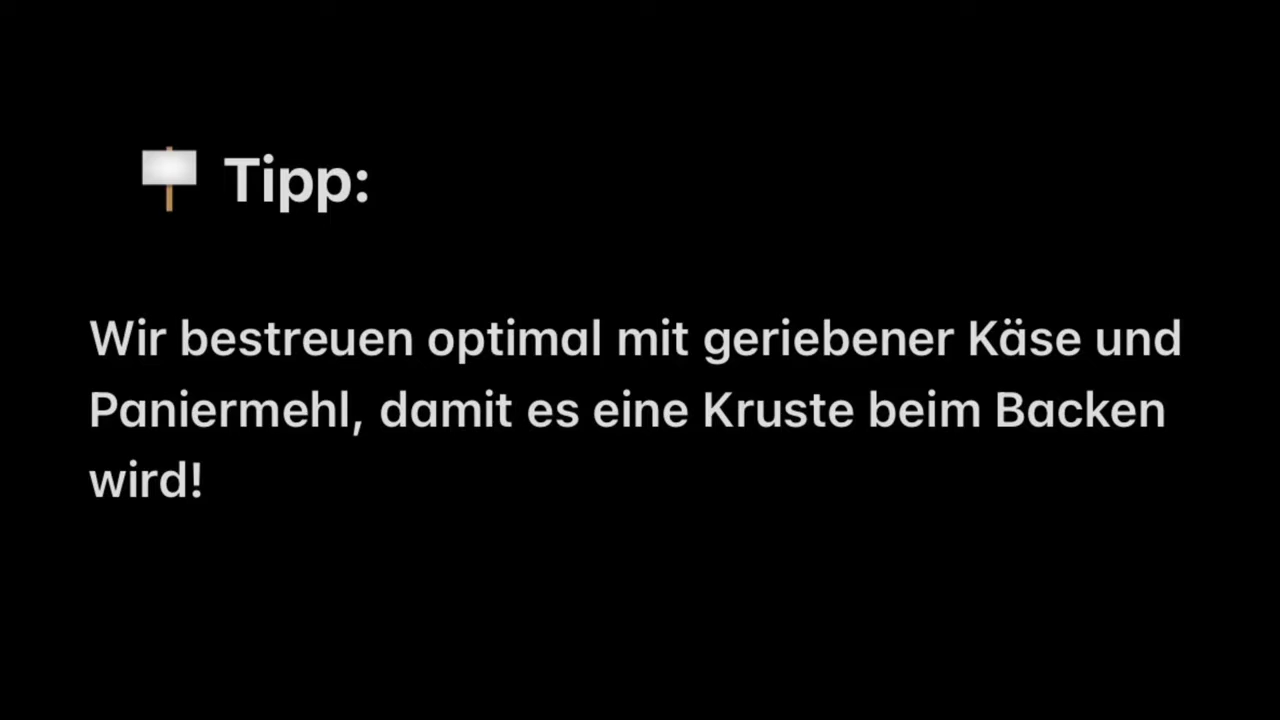 🪧 Tipp:
Wir bestreuen optimal mit geriebener Käse und
Paniermehl, damit es eine Kruste beim Backen
wird!